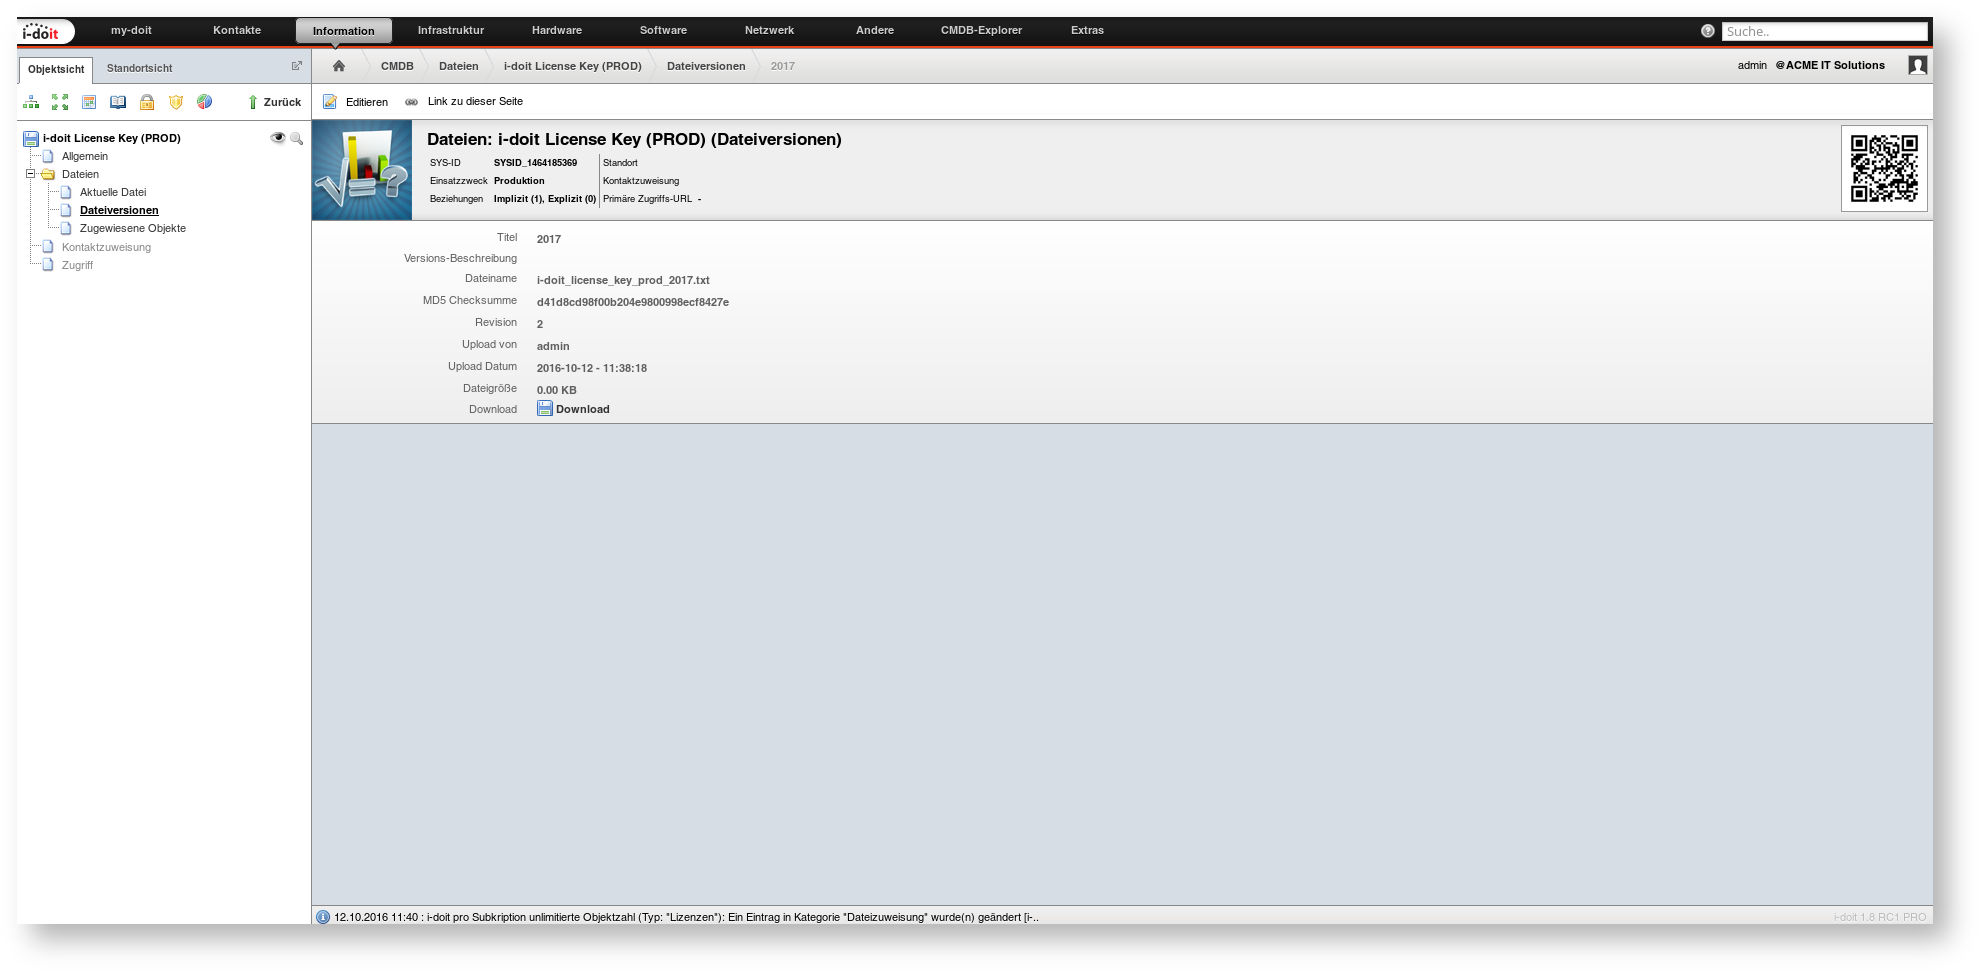 i-doit my-doit Kontakte Information Infrastruktur Hardware Software Netzwerk Andere CMDB-Explorer Extras ? Suche..
Objektsicht Standortsicht
CMDB Dateien i-doit License Key (PROD) Dateiversionen 2017 admin @ACME IT Solutions
Zurück
Editieren Link zu dieser Seite
i-doit License Key (PROD)
Allgemein
Dateien
Aktuelle Datei
Dateiversionen
Zugewiesene Objekte
Kontaktzuweisung
Zugriff
Dateien: i-doit License Key (PROD) (Dateiversionen)
SYS-ID SYSID_1464185369 Standort
Einsatzzweck Produktion Kontaktzuweisung
Beziehungen Implizit (1), Explizit (0) Primäre Zugriffs-URL -
Titel 2017
Versions-Beschreibung
Dateiname i-doit_license_key_prod_2017.txt
MD5 Checksumme d41d8cd98f00b204e9800998ecf8427e
Revision 2
Upload von admin
Upload Datum 2016-10-12 - 11:38:18
Dateigröße 0.00 KB
Download Download
12.10.2016 11:40 : i-doit pro Subkription unlimitierte Objektzahl (Typ: "Lizenzen"): Ein Eintrag in Kategorie "Dateizuweisung" wurde(n) geändert [i-..
i-doit 1.8 RC1 PRO